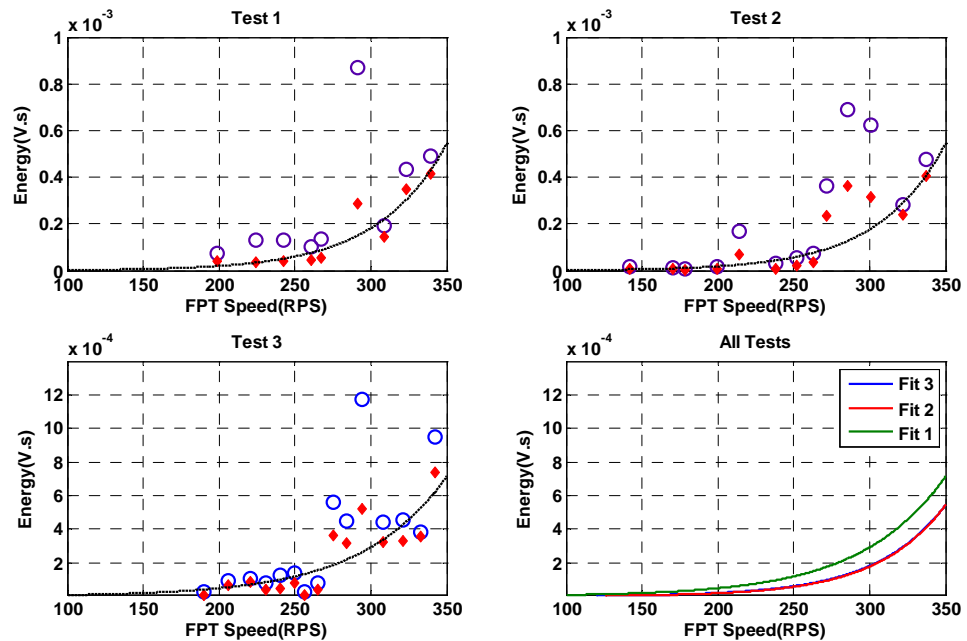 Test 1
x 10^-3
1
0.8
0.6
0.4
0.2
0
100 150 200 250 300 350
Energy(V.s)
FPT Speed(RPS)
Test 2
x 10^-3
1
0.8
0.6
0.4
0.2
0
100 150 200 250 300 350
Energy(V.s)
FPT Speed(RPS)
Test 3
x 10^-4
12
10
8
6
4
2
100 150 200 250 300 350
Energy(V.s)
FPT Speed(RPS)
All Tests
x 10^-4
12
10
8
6
4
2
100 150 200 250 300 350
Energy(V.s)
FPT Speed(RPS)
Fit 3
Fit 2
Fit 1